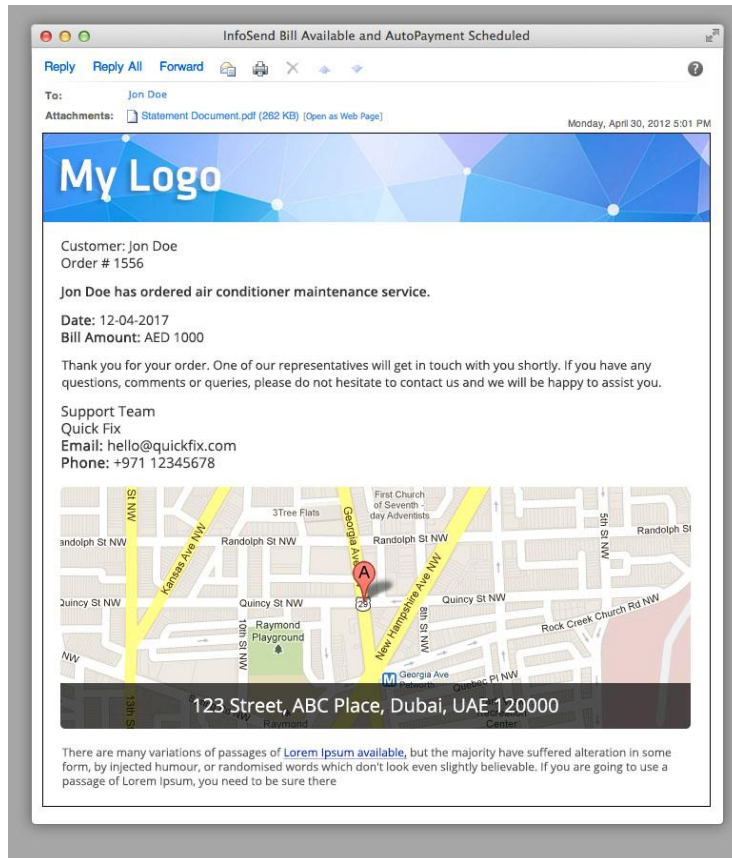 InfoSend Bill Available and AutoPayment Scheduled
Reply Reply All Forward
To: Jon Doe
Attachments: Statement Document.pdf (262 KB) [Open as Web Page]
Monday, April 30, 2012 5:01 PM
My Logo
Customer: Jon Doe
Order # 1556
Jon Doe has ordered air conditioner maintenance service.
Date: 12-04-2017
Bill Amount: AED 1000
Thank you for your order. One of our representatives will get in touch with you shortly. If you have any
questions, comments or queries, please do not hesitate to contact us and we will be happy to assist you.
Support Team
Quick Fix
Email: hello@quickfix.com
Phone: +971 12345678
St NW
3Tree Flats
Georgia Ave
First Church
of Seventh -
day Adventists
5th St NW
andolph St NW
Kansas Ave NW
Randolph St NW
Randolph St NW
Randolph St
A
29
Quincy St NW
Quincy St NW
Quincy St NW
New Hampshire Ave NW
8th St NW
Rock Creek Church Rd NW
10th St NW
Raymond
Playground
NW
M
Georgia Ave
Petworth
Quebec Pl NW
13th S
Raymond
Recreation
Center
123 Street, ABC Place, Dubai, UAE 120000
There are many variations of passages of Lorem Ipsum available, but the majority have suffered alteration in some
form, by injected humour, or randomised words which don't look even slightly believable. If you are going to use a
passage of Lorem Ipsum, you need to be sure there